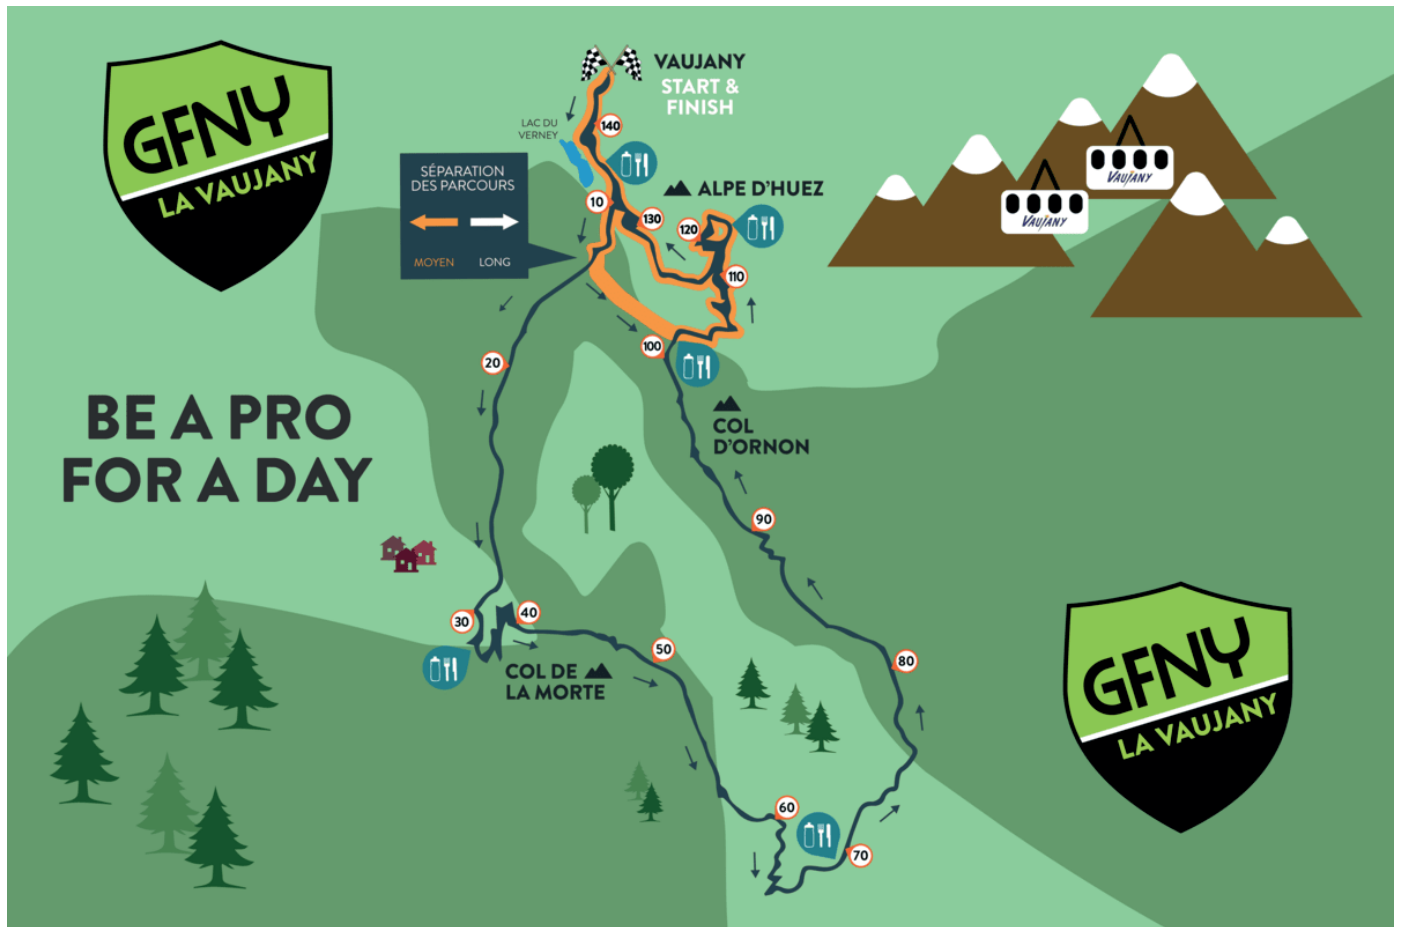 GFNY
LA VAUJANY
VAUJANY
START &
FINISH
140
LAC DU
VERNEY
SÉPARATION
DES PARCOURS
MOYEN
LONG
10
130
ALPE D'HUEZ
120
110
100
20
COL
D'ORNON
BE A PRO
FOR A DAY
90
30
40
50
COL DE
LA MORTE
80
60
70
VAUJANY
VAUJANY
GFNY
LA VAUJANY